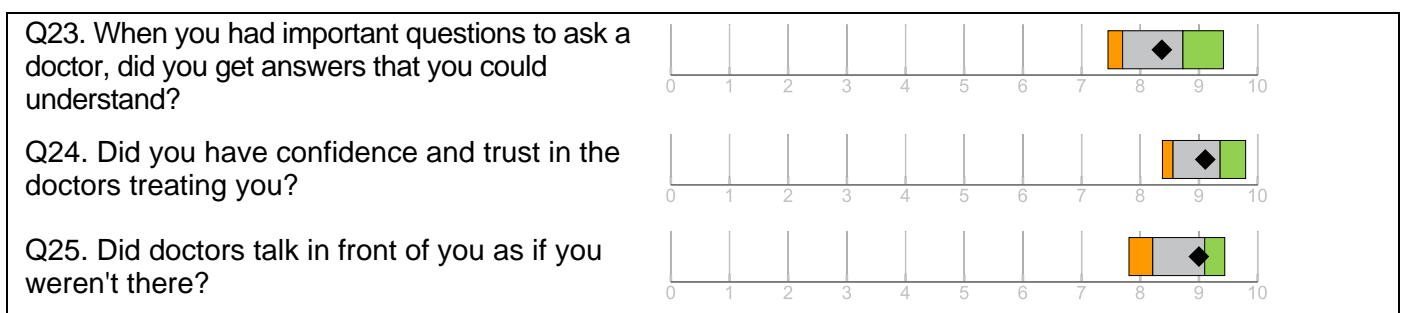 Q23. When you had important questions to ask a
doctor, did you get answers that you could
understand?
0 1 2 3 4 5 6 7 8 9 10
Q24. Did you have confidence and trust in the
doctors treating you?
0 1 2 3 4 5 6 7 8 9 10
Q25. Did doctors talk in front of you as if you
weren't there?
0 1 2 3 4 5 6 7 8 9 10